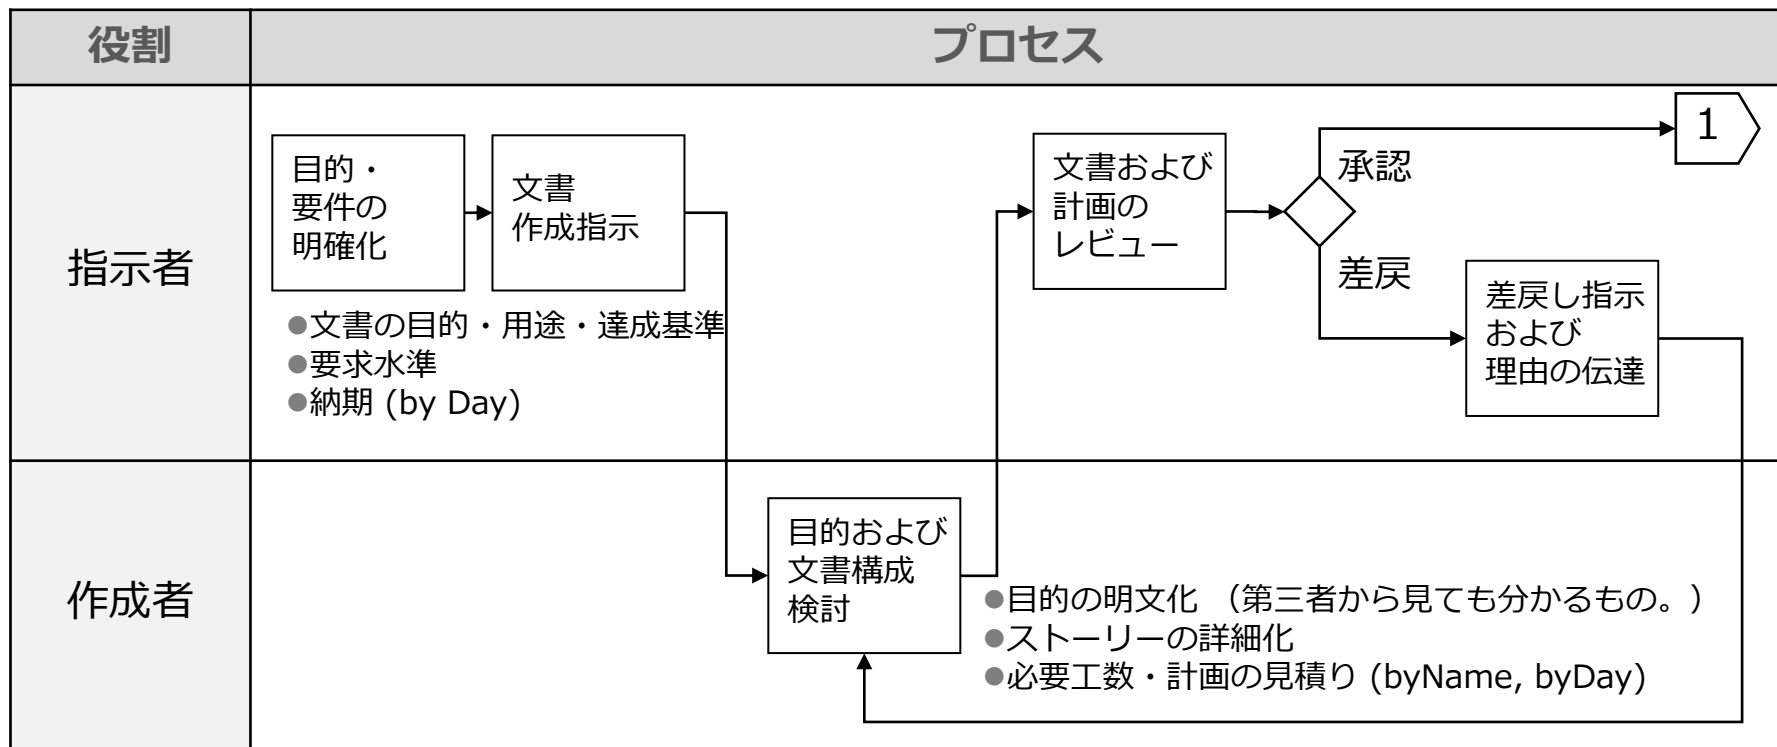 役割
プロセス
指示者
目的・
要件の
明確化
文書
作成指示
●文書の目的・用途・達成基準
●要求水準
●納期 (by Day)
文書および
計画の
レビュー
承認
差戻
1
差戻し指示
および
理由の伝達
作成者
目的および
文書構成
検討
●目的の明文化 （第三者から見ても分かるもの。）
●ストーリーの詳細化
●必要工数・計画の見積り (byName, byDay)